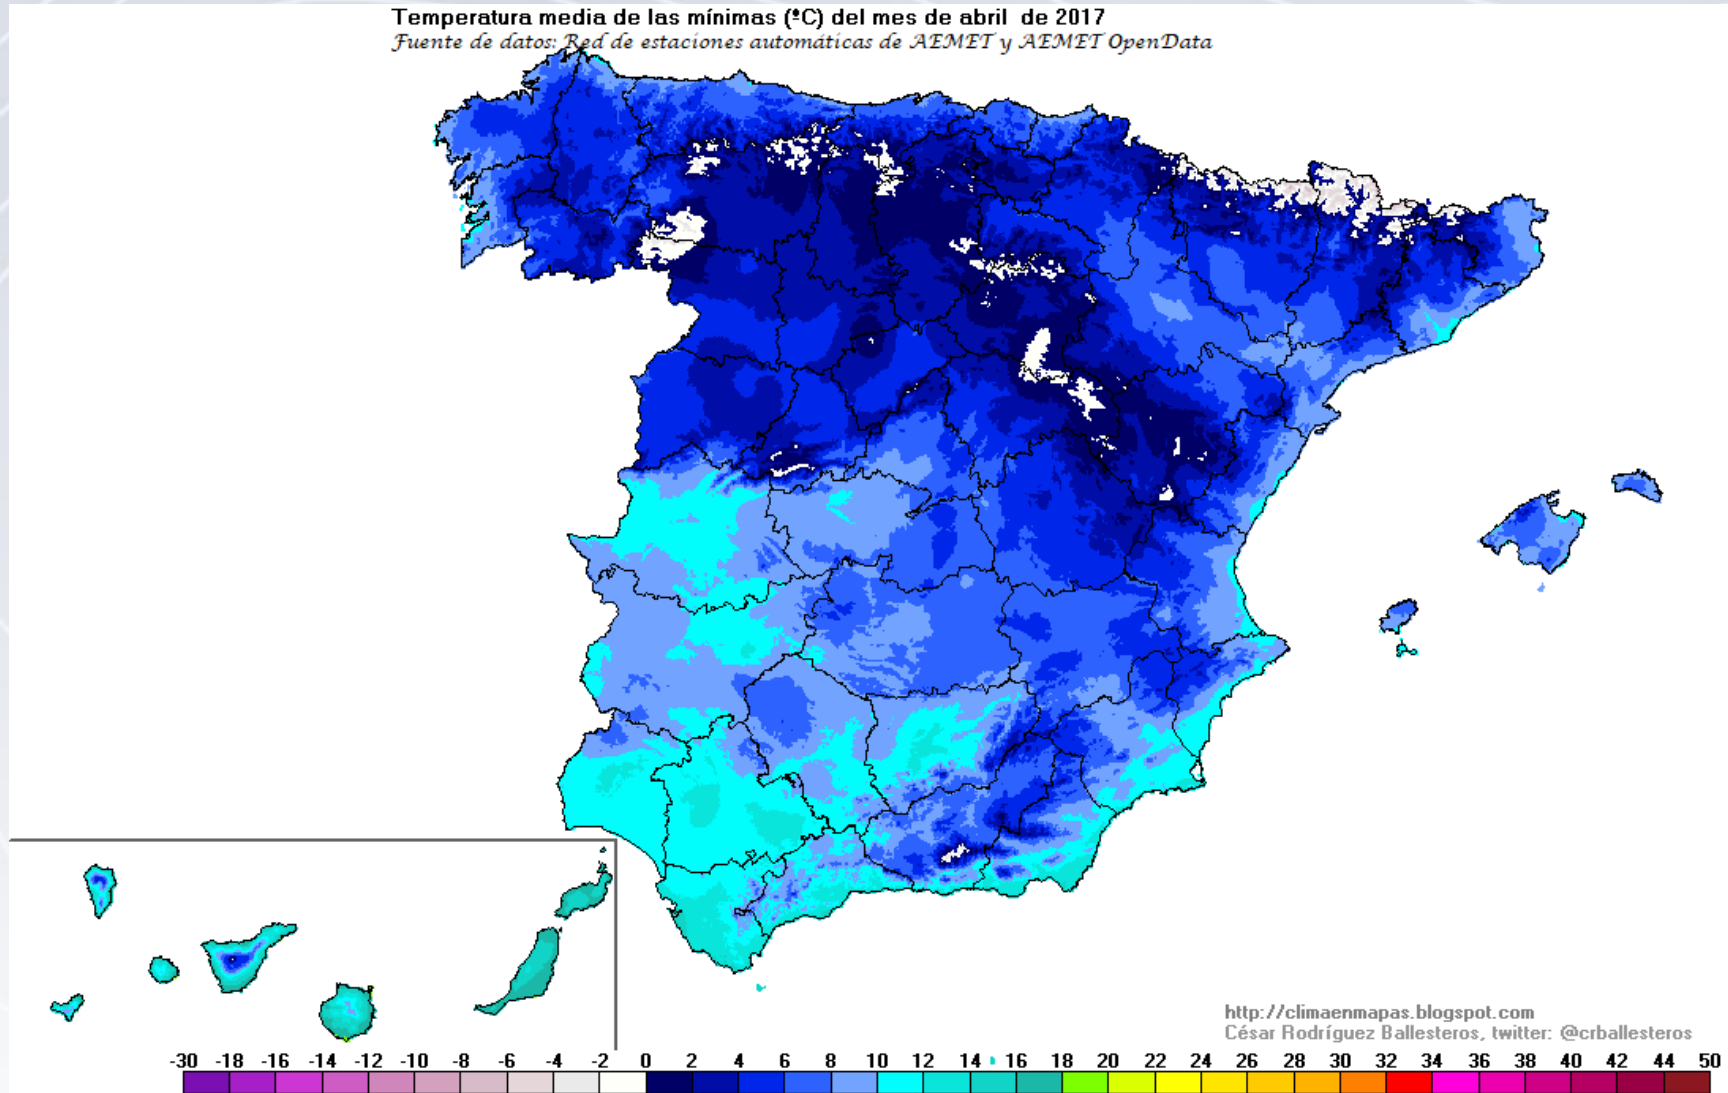 Temperatura media de las mínimas (ºC) del mes de abril de 2017
Fuente de datos: Red de estaciones automáticas de AEMET y AEMET OpenData
http://climaenmapas.blogspot.com
César Rodríguez Ballesteros, twitter: @crballesteros
-30 -18 -16 -14 -12 -10 -8 -6 -4 -2 0 2 4 6 8 10 12 14 16 18 20 22 24 26 28 30 32 34 36 38 40 42 44 50